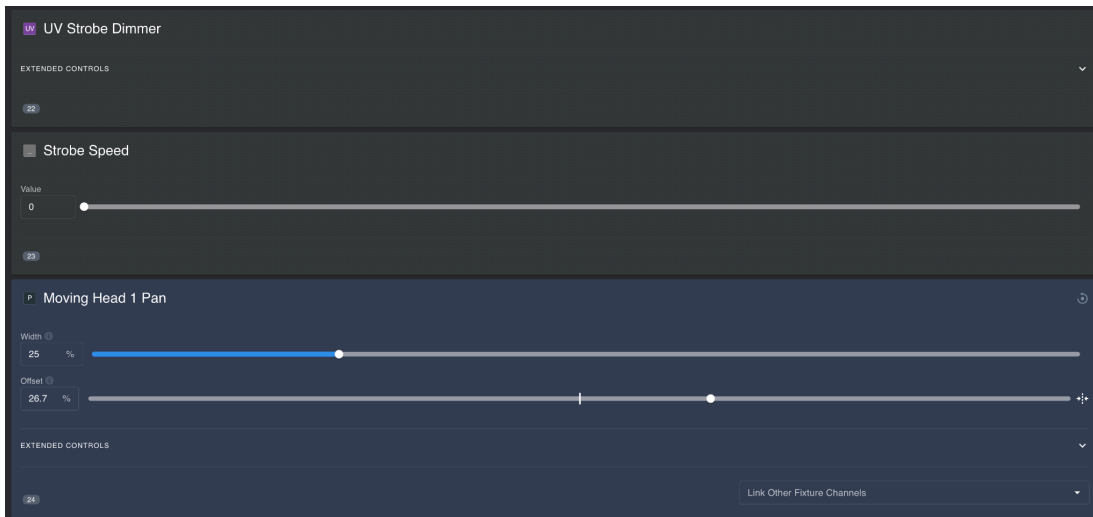 UV UV Strobe Dimmer
EXTENDED CONTROLS
22
Strobe Speed
Value
0
23
P Moving Head 1 Pan
Width
25 %
Offset
26.7 %
EXTENDED CONTROLS
24
Link Other Fixture Channels